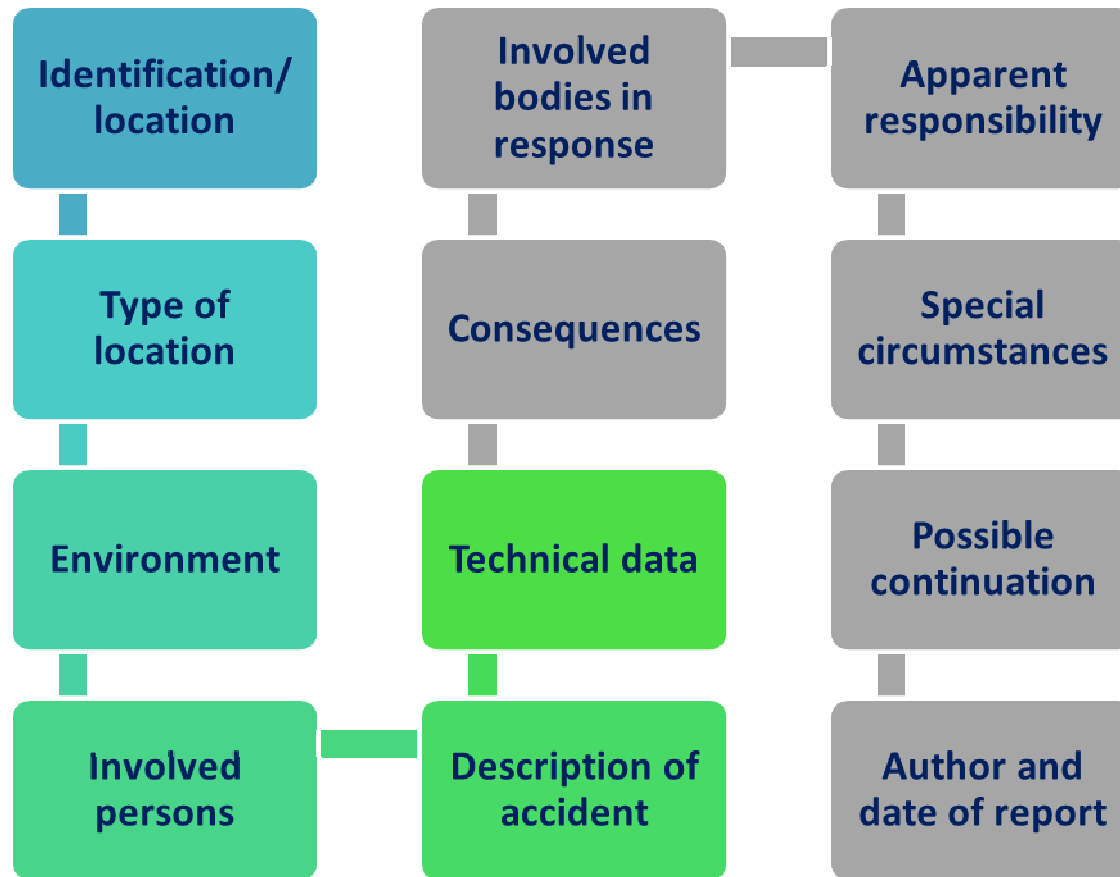 Identification/
location
Type of
location
Environment
Involved
persons
Description of
accident
Technical data
Consequences
Involved
bodies in
response
Apparent
responsibility
Special
circumstances
Possible
continuation
Author and
date of report